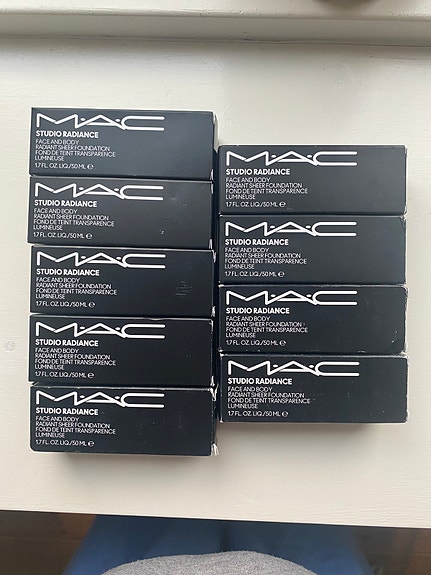 MAC
STUDIO RADIANCE
FACE AND BODY
RADIANT SHEER FOUNDATION
FOND DE TEINT TRANSPARENCE
LUMINEUSE
1.7 FL. OZ. LIQ./50 ML ℮
MAC
STUDIO RADIANCE
FACE AND BODY
RADIANT SHEER FOUNDATION
FOND DE TEINT TRANSPARENCE
LUMINEUSE
1.7 FL. OZ. LIQ./50 ML ℮
MAC
STUDIO RADIANCE
FACE AND BODY
RADIANT SHEER FOUNDATION
FOND DE TEINT TRANSPARENCE
LUMINEUSE
1.7 FL. OZ. LIQ./50 ML ℮
MAC
STUDIO RADIANCE
FACE AND BODY
RADIANT SHEER FOUNDATION
FOND DE TEINT TRANSPARENCE
LUMINEUSE
1.7 FL. OZ. LIQ./50 ML ℮
MAC
STUDIO RADIANCE
FACE AND BODY
RADIANT SHEER FOUNDATION
FOND DE TEINT TRANSPARENCE
LUMINEUSE
1.7 FL. OZ. LIQ./50 ML ℮
MAC
STUDIO RADIANCE
FACE AND BODY
RADIANT SHEER FOUNDATION
FOND DE TEINT TRANSPARENCE
LUMINEUSE
1.7 FL. OZ. LIQ./50 ML ℮
MAC
STUDIO RADIANCE
FACE AND BODY
RADIANT SHEER FOUNDATION
FOND DE TEINT TRANSPARENCE
LUMINEUSE
1.7 FL. OZ. LIQ./50 ML ℮
MAC
STUDIO RADIANCE
FACE AND BODY
RADIANT SHEER FOUNDATION
FOND DE TEINT TRANSPARENCE
LUMINEUSE
1.7 FL. OZ. LIQ./50 ML ℮
MAC
STUDIO RADIANCE
FACE AND BODY
RADIANT SHEER FOUNDATION
FOND DE TEINT TRANSPARENCE
LUMINEUSE
1.7 FL. OZ. LIQ./50 ML ℮